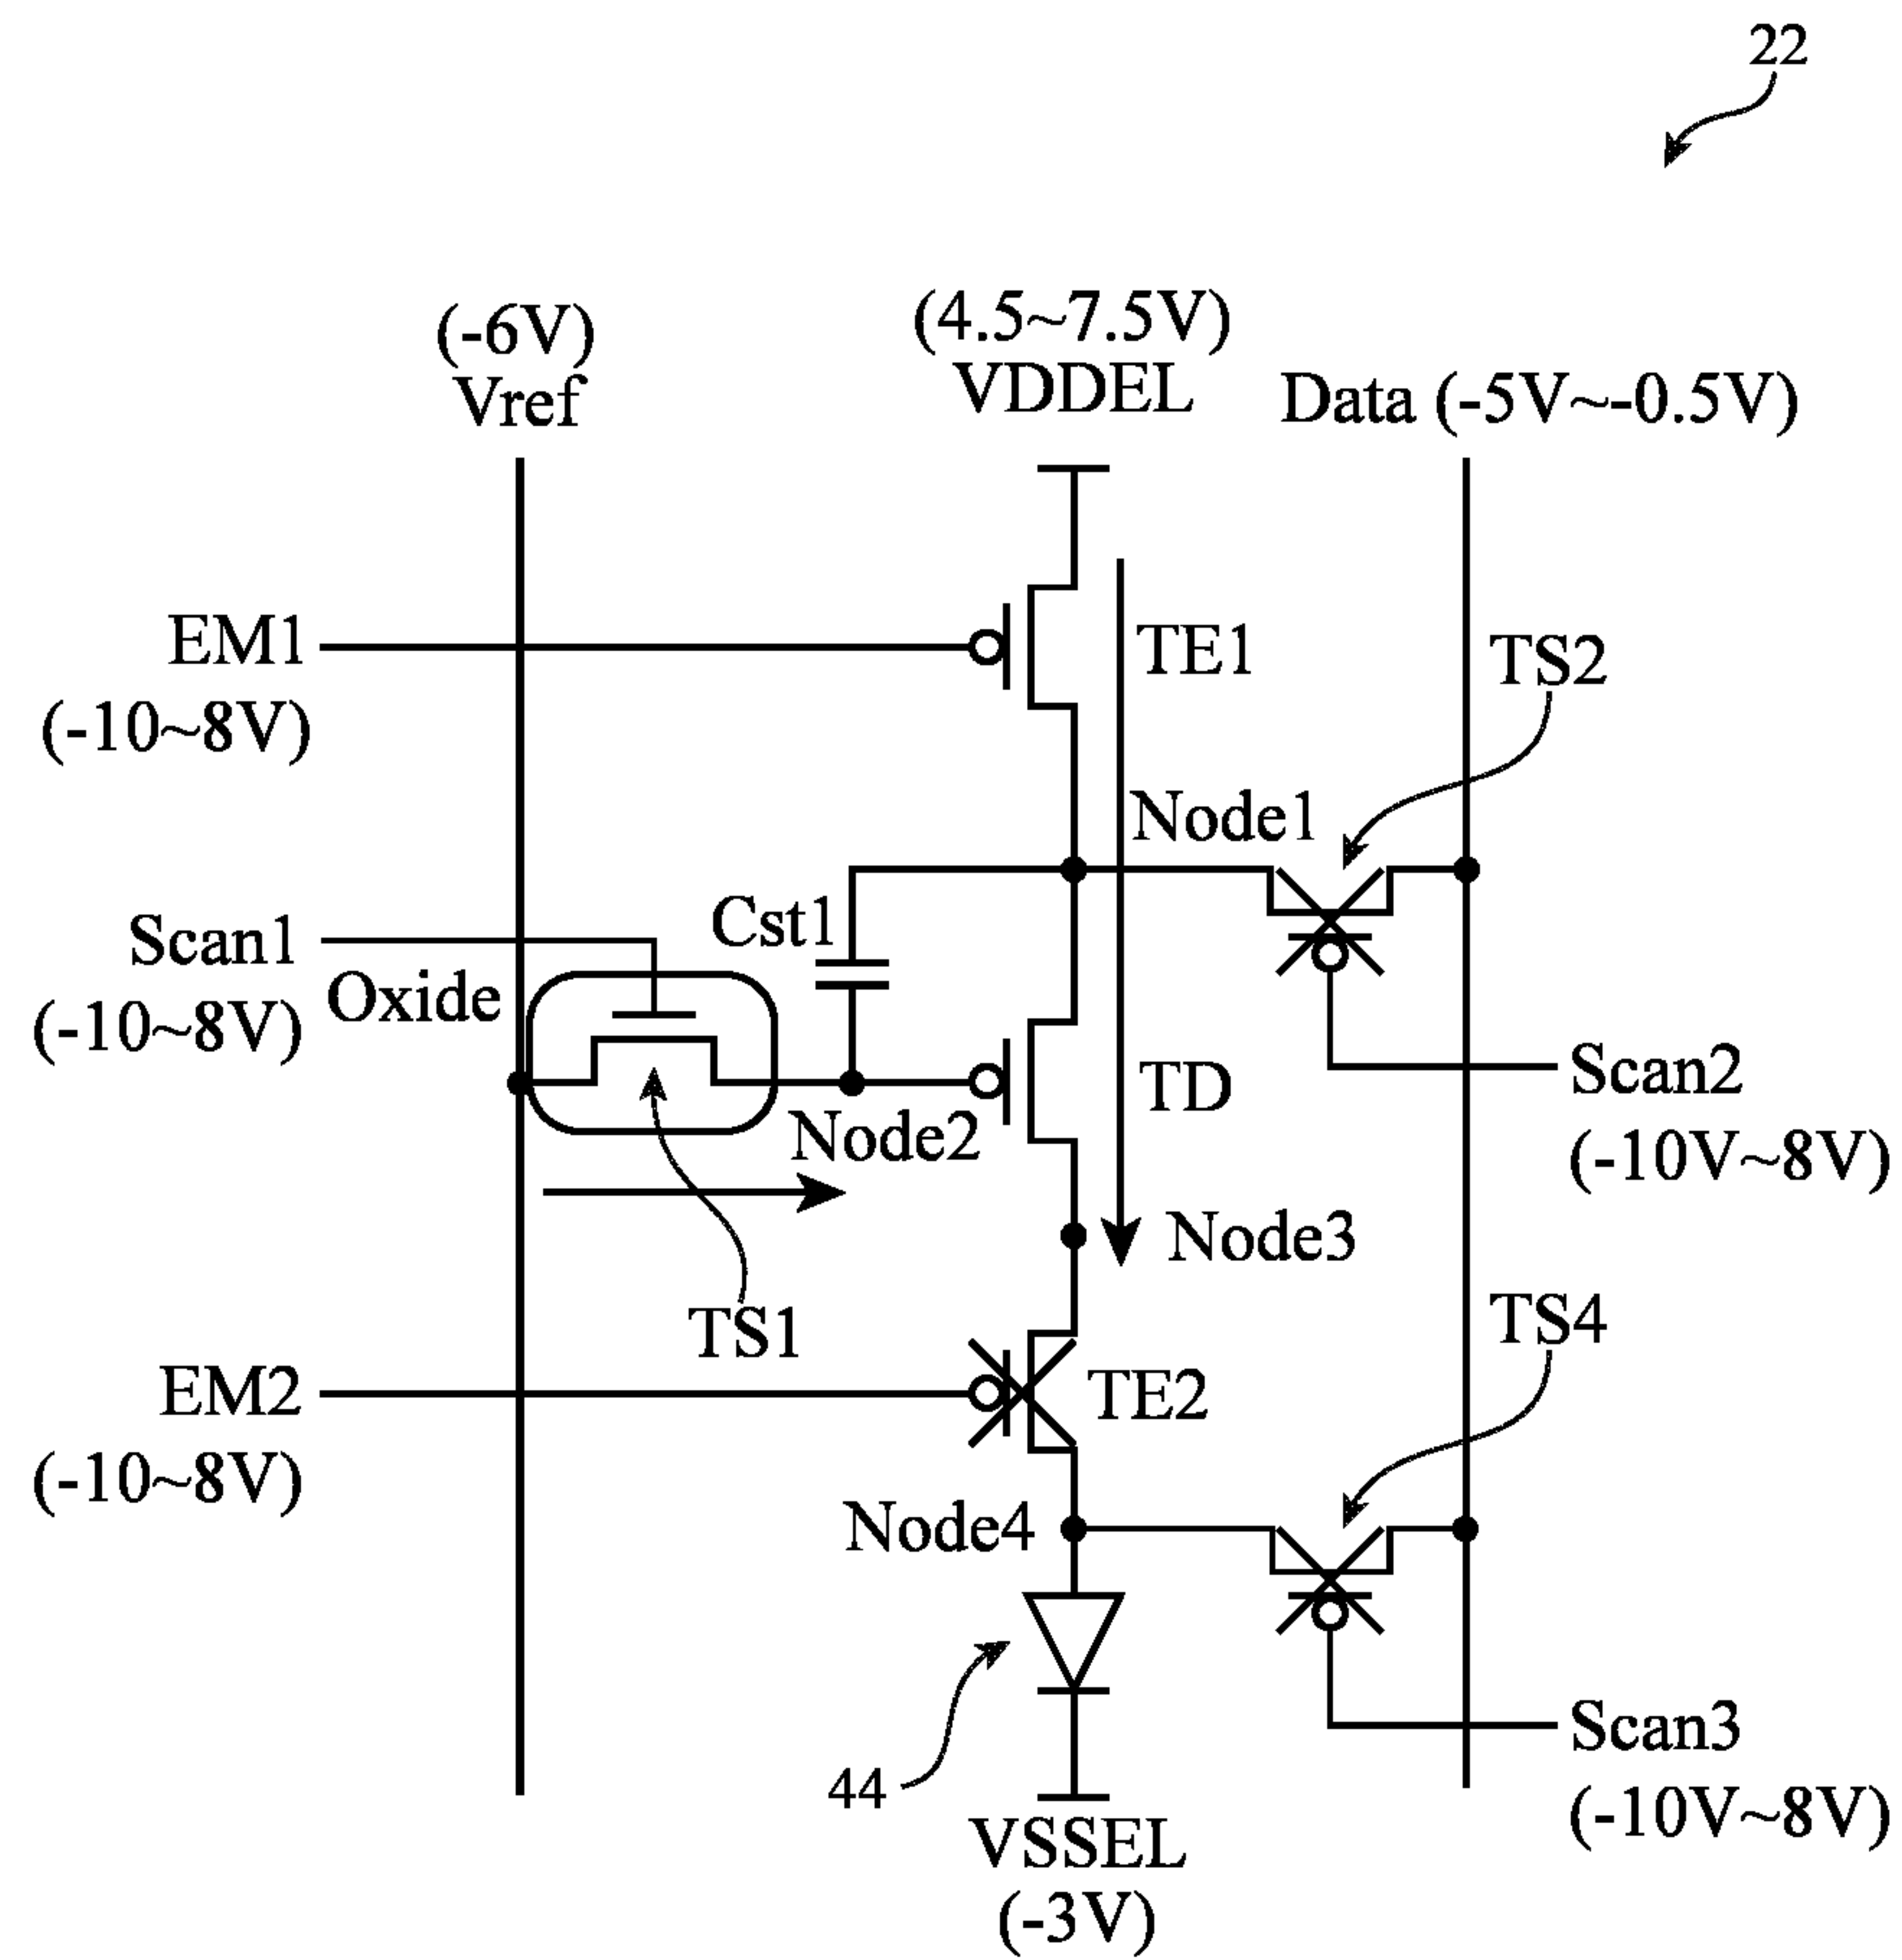 22
(-6V)
Vref
(4.5~7.5V)
VDDEL
Data (-5V~-0.5V)
EM1
(-10~8V)
TE1
TS2
Node1
Scan1
(-10~8V)
Oxide
Cst1
TD
Node2
Scan2
(-10V~8V)
Node3
TS1
TS4
EM2
(-10~8V)
TE2
Node4
44
Scan3
(-10V~8V)
VSSEL
(-3V)